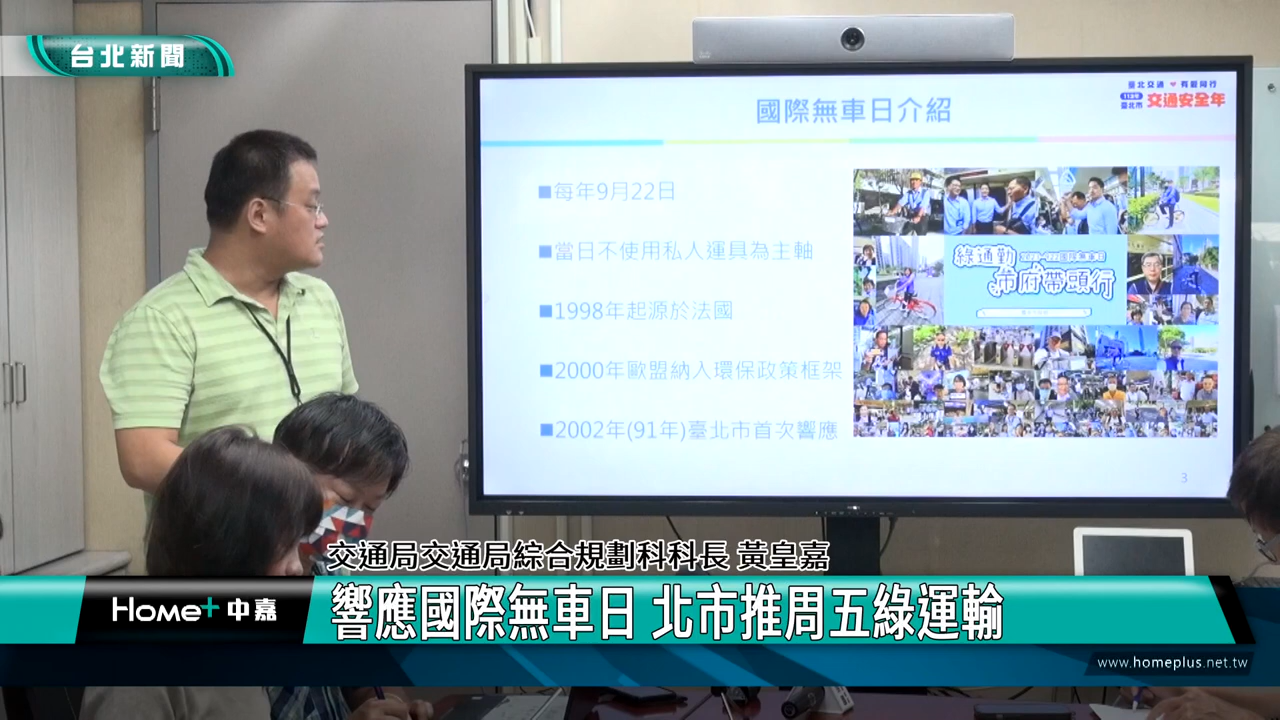 台北新聞
臺北交通 有藝同行
113年
臺北市
交通安全年
國際無車日介紹
■每年9月22日
■當日不使用私人運具為主軸
■1998年起源於法國
■2000年歐盟納入環保政策框架
■2002年(91年)臺北市首次響應
綠通勤
市府帶頭行
3
交通局交通局綜合規劃科科長 黃皇嘉
Home+中嘉
響應國際無車日 北市推周五綠運輸
www.homeplus.net.tw